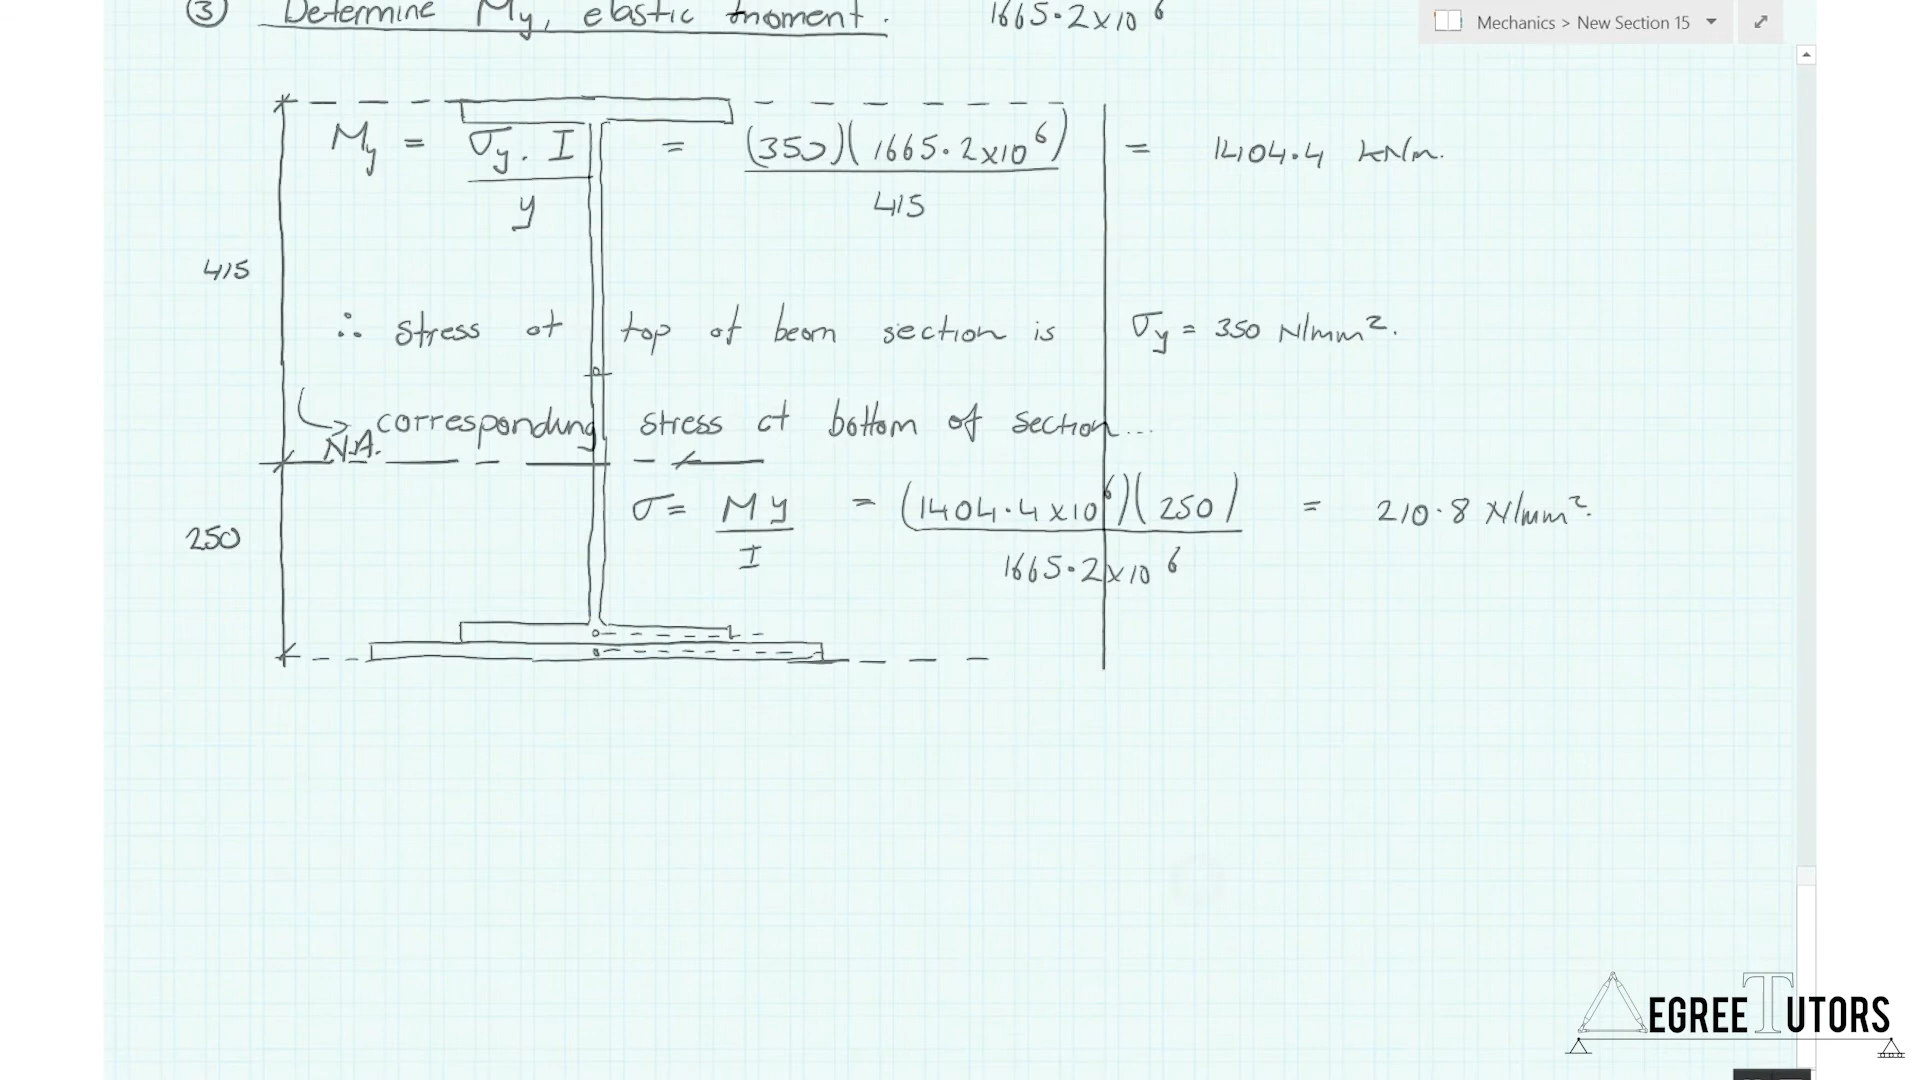 ③ Determine My, elastic moment. 1665.2x10⁶
Mechanics > New Section 15
My = σy. I / y = (350)(1665.2x10⁶) / 415 = 1404.4 kNm.
415
∴ stress at top of beam section is σy = 350 N/mm².
↳ corresponding stress at bottom of section...
N.A.
σ = My / I = (1404.4x10⁶)(250) / 1665.2x10⁶ = 210.8 N/mm².
250
DEGREE TUTORS